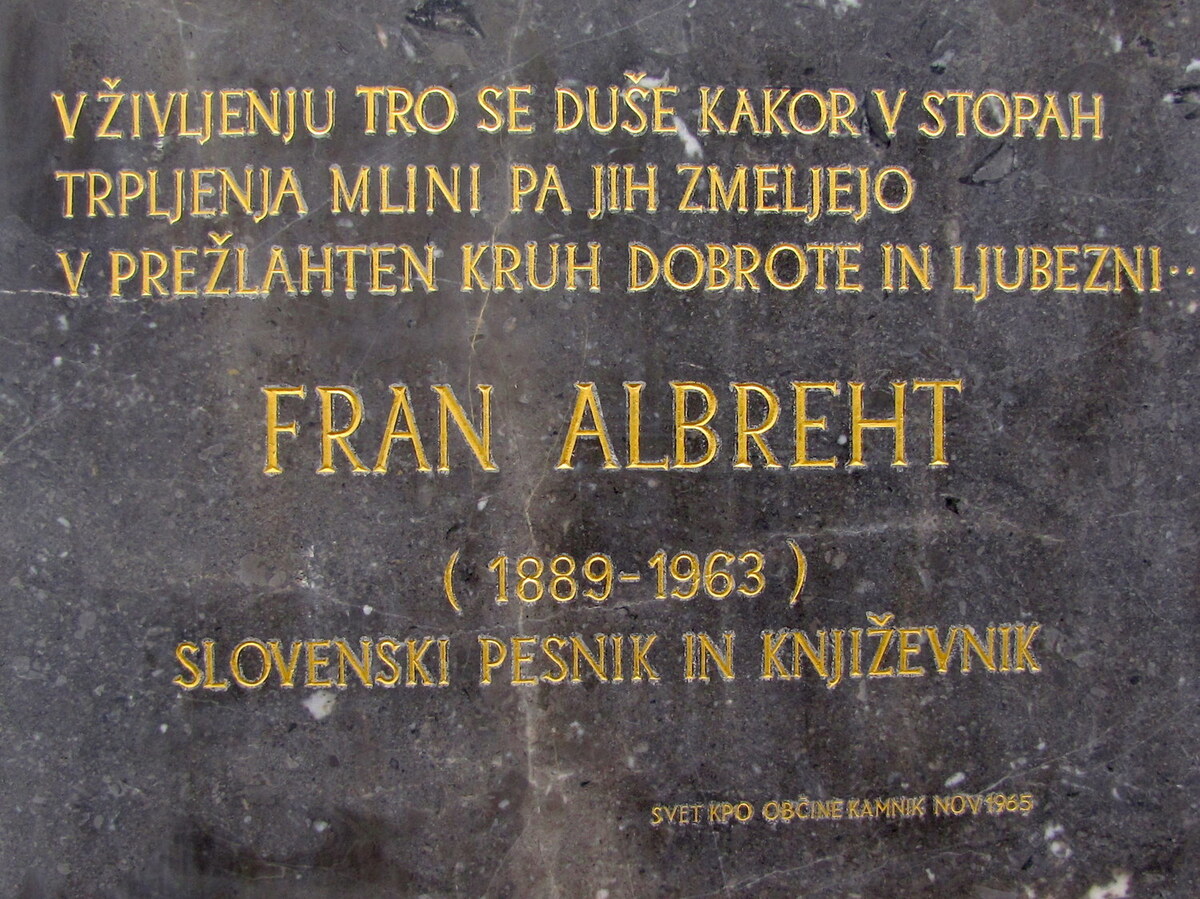 V ŽIVLJENJU TRO SE DUŠE KAKOR V STOPAH
TRPLJENJA MLINI PA JIH ZMELJEJO
V PREŽLAHTEN KRUH DOBROTE IN LJUBEZNI··
FRAN ALBREHT
( 1889-1963 )
SLOVENSKI PESNIK IN KNJIŽEVNIK
SVET KPO OBČINE KAMNIK NOV 1965